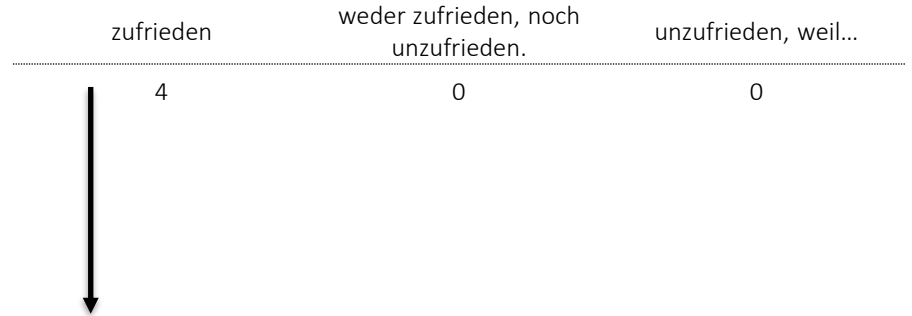 zufrieden
weder zufrieden, noch
unzufrieden.
unzufrieden, weil...
4 0 0